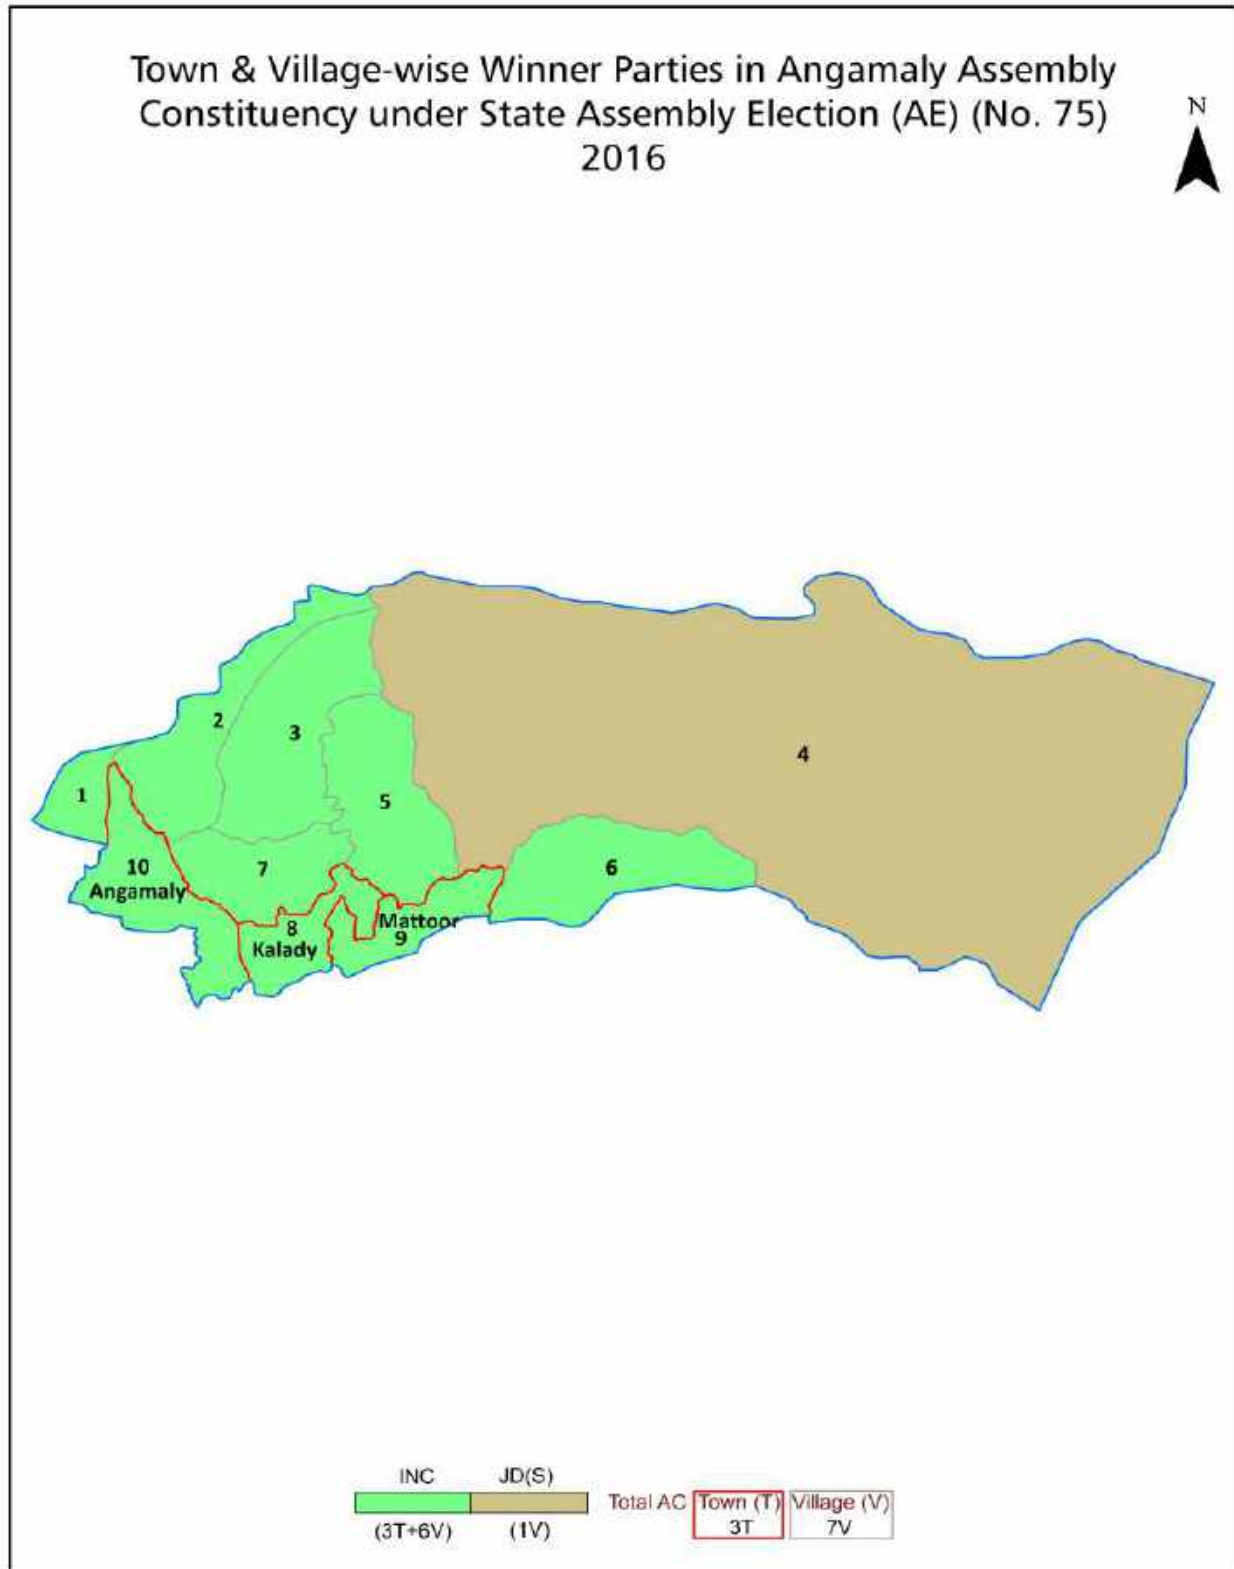 Town & Village-wise Winner Parties in Angamaly Assembly
Constituency under State Assembly Election (AE) (No. 75)
2016
N
2
3
4
1
5
10
Angamaly
7
6
8
Kalady
Mattoor
9
INC JD(S)
(3T+6V) (1V)
Total AC Town (T) Village (V)
3T 7V